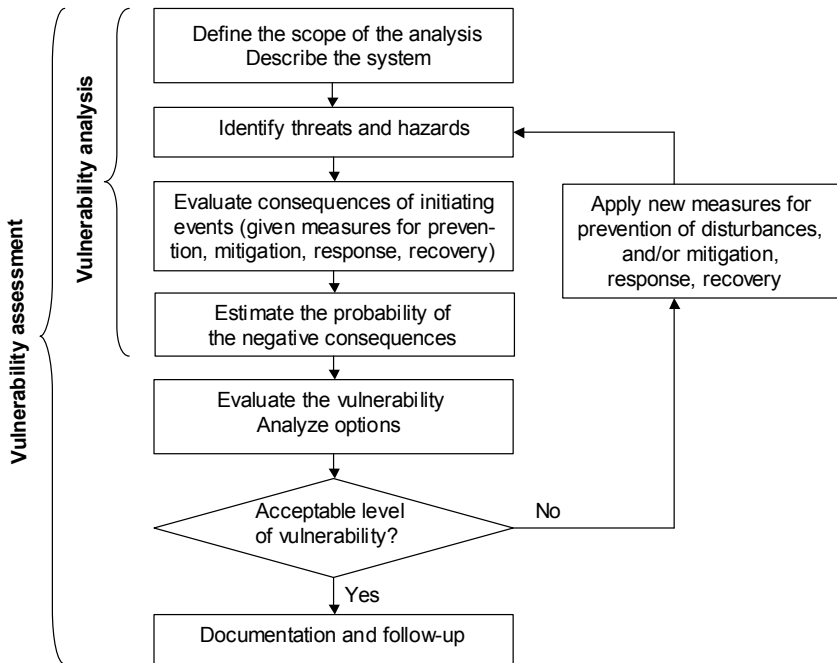 Vulnerability assessment
Vulnerability analysis
Define the scope of the analysis
Describe the system
Identify threats and hazards
Evaluate consequences of initiating
events (given measures for preven-
tion, mitigation, response, recovery)
Estimate the probability of
the negative consequences
Evaluate the vulnerability
Analyze options
Acceptable level
of vulnerability?
No
Apply new measures for
prevention of disturbances,
and/or mitigation,
response, recovery
Yes
Documentation and follow-up